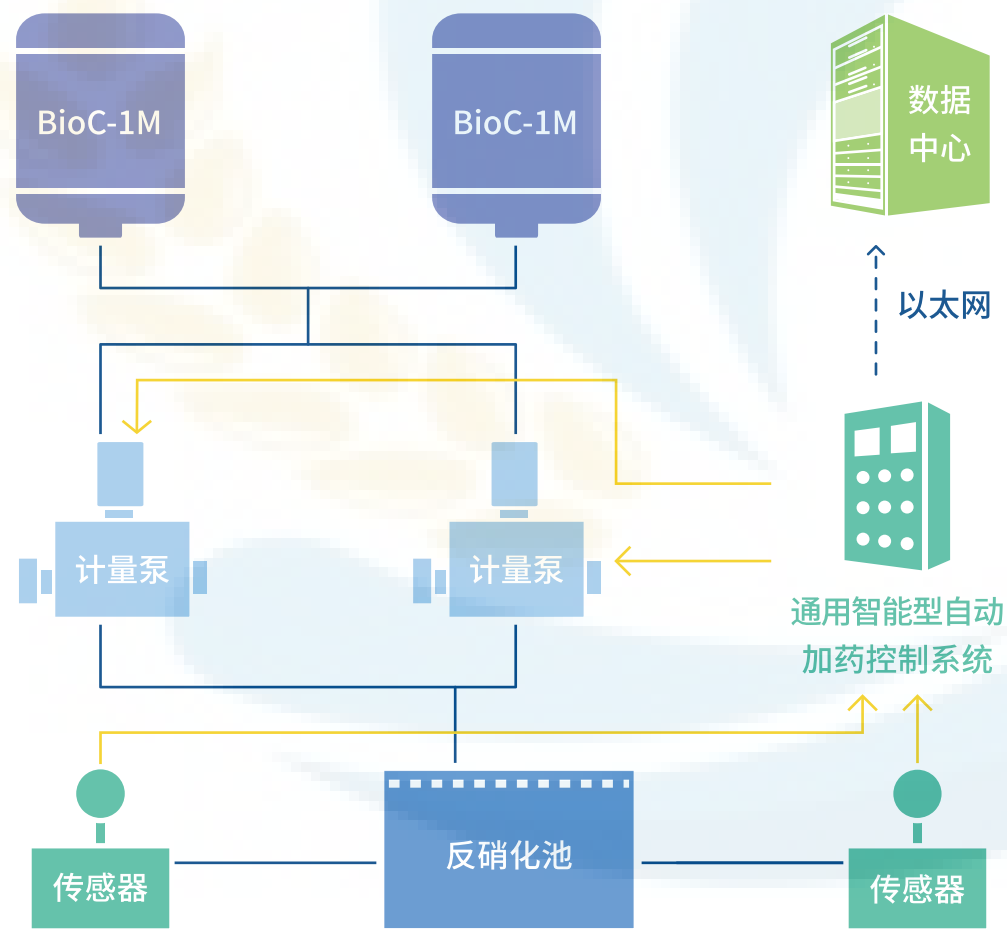 BioC-1M
BioC-1M
数据
中心
以太网
计量泵
计量泵
通用智能型自动
加药控制系统
反硝化池
传感器
传感器